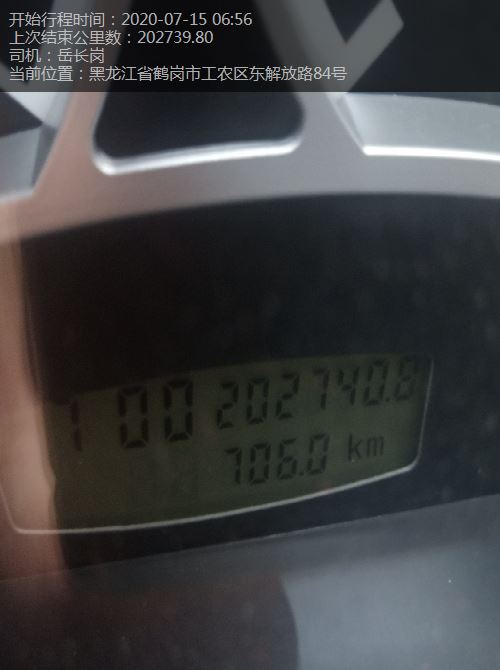 开始行程时间：2020-07-15 06:56
上次结束公里数：202739.80
司机：岳长岗
当前位置：黑龙江省鹤岗市工农区东解放路84号
1 00 202740.8
706.0 km